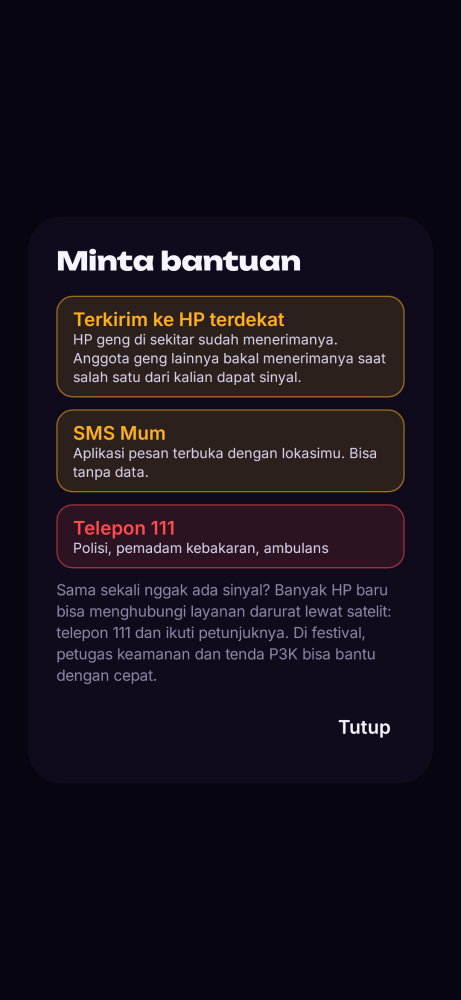 Minta bantuan
Terkirim ke HP terdekat
HP geng di sekitar sudah menerimanya.
Anggota geng lainnya bakal menerimanya saat
salah satu dari kalian dapat sinyal.
SMS Mum
Aplikasi pesan terbuka dengan lokasimu. Bisa
tanpa data.
Telepon 111
Polisi, pemadam kebakaran, ambulans
Sama sekali nggak ada sinyal? Banyak HP baru
bisa menghubungi layanan darurat lewat satelit:
telepon 111 dan ikuti petunjuknya. Di festival,
petugas keamanan dan tenda P3K bisa bantu
dengan cepat.
Tutup